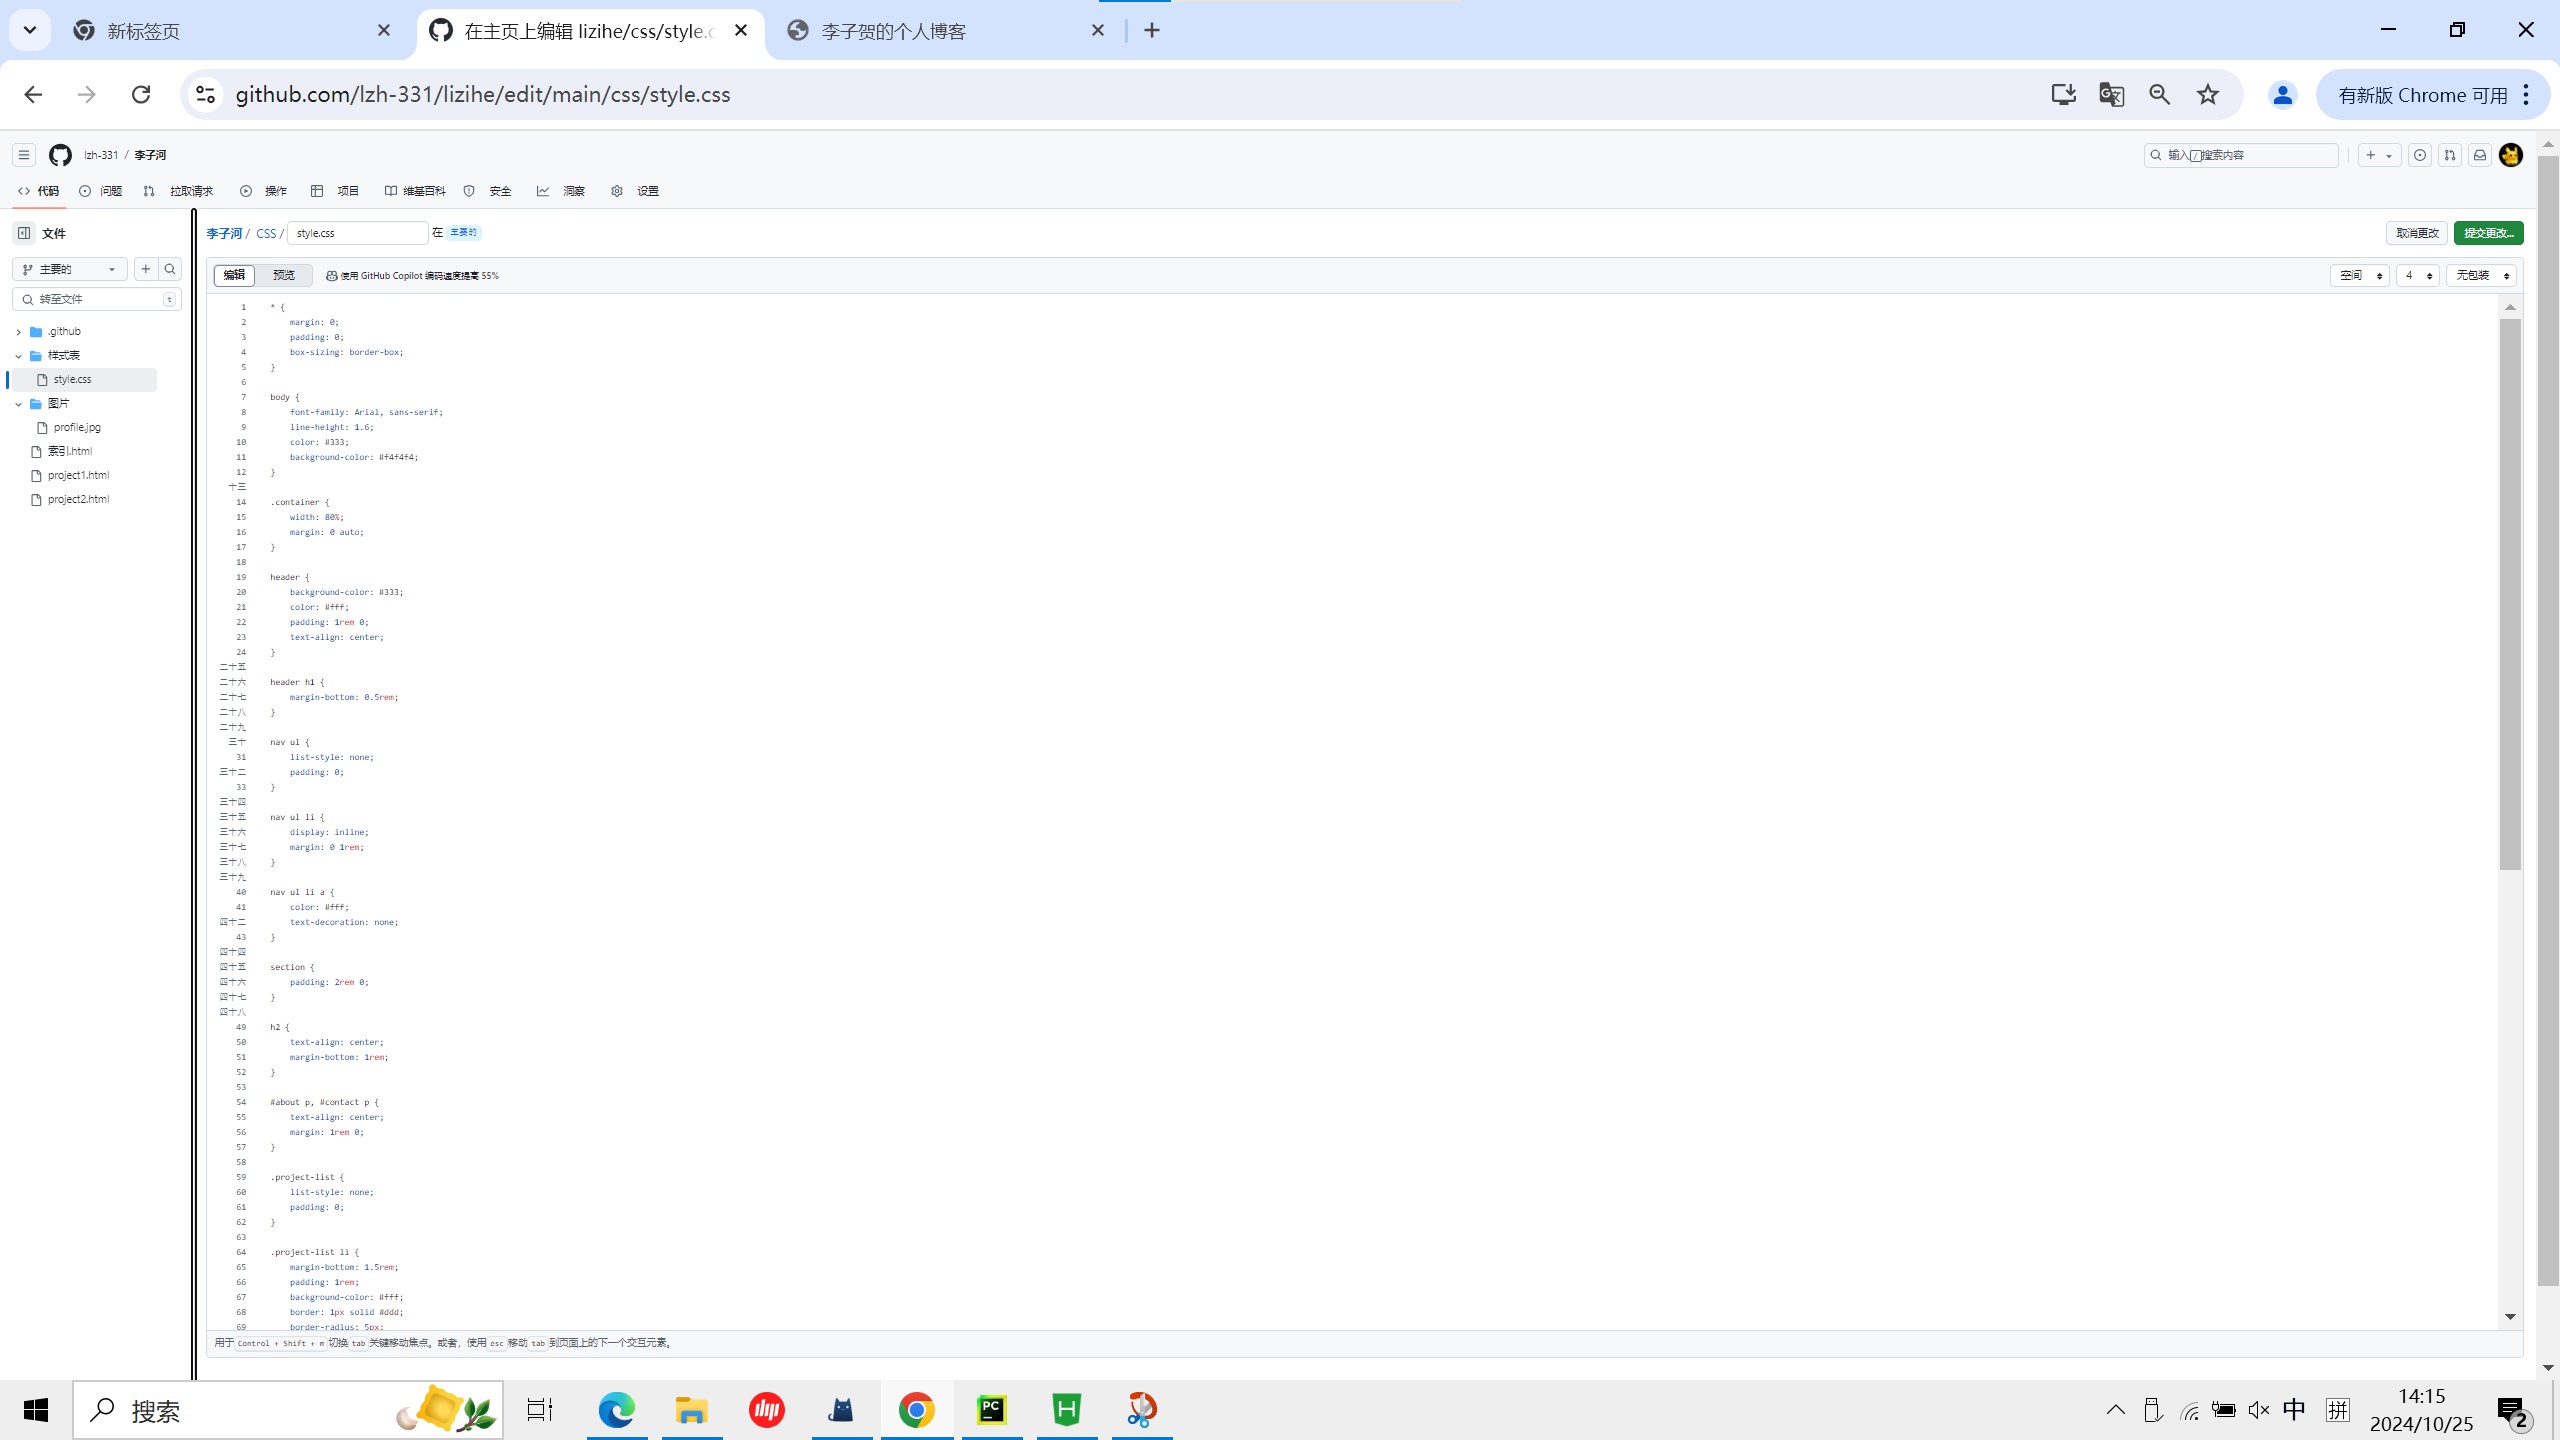 新标签页
在主页上编辑 lizihe/css/style.c
李子贺的个人博客
github.com/lzh-331/lizihe/edit/main/css/style.css
有新版 Chrome 可用
lzh-331 / 李子河
输入/搜索内容
代码 问题 拉取请求 操作 项目 维基百科 安全 洞察 设置
文件
主要的
转至文件 t
.github
样式表
style.css
图片
profile.jpg
索引.html
project1.html
project2.html
李子河 / CSS / style.css 在 主要的
取消更改 提交更改...
编辑 预览 使用 GitHub Copilot 编码速度提高 55%
空间 4 无包装
1 * {
2 margin: 0;
3 padding: 0;
4 box-sizing: border-box;
5 }
6
7 body {
8 font-family: Arial, sans-serif;
9 line-height: 1.6;
10 color: #333;
11 background-color: #f4f4f4;
12 }
十三
14 .container {
15 width: 80%;
16 margin: 0 auto;
17 }
18
19 header {
20 background-color: #333;
21 color: #fff;
22 padding: 1rem 0;
23 text-align: center;
24 }
二十五
二十六 header h1 {
二十七 margin-bottom: 0.5rem;
二十八 }
二十九
三十 nav ul {
31 list-style: none;
三十二 padding: 0;
33 }
三十四
三十五 nav ul li {
三十六 display: inline;
三十七 margin: 0 1rem;
三十八 }
三十九
40 nav ul li a {
41 color: #fff;
四十二 text-decoration: none;
43 }
四十四
四十五 section {
四十六 padding: 2rem 0;
四十七 }
四十八
49 h2 {
50 text-align: center;
51 margin-bottom: 1rem;
52 }
53
54 #about p, #contact p {
55 text-align: center;
56 margin: 1rem 0;
57 }
58
59 .project-list {
60 list-style: none;
61 padding: 0;
62 }
63
64 .project-list li {
65 margin-bottom: 1.5rem;
66 padding: 1rem;
67 background-color: #fff;
68 border: 1px solid #ddd;
69 border-radius: 5px;
用于 Control + Shift + m 切换 tab 关键移动焦点。或者，使用 esc 移动 tab 到页面上的下一个交互元素。
搜索
PC
H
中
拼
14:15
2024/10/25
2